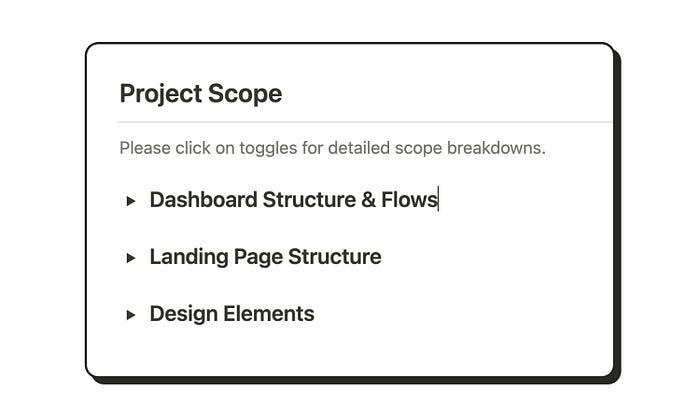 Project Scope
Please click on toggles for detailed scope breakdowns.
Dashboard Structure & Flows
Landing Page Structure
Design Elements